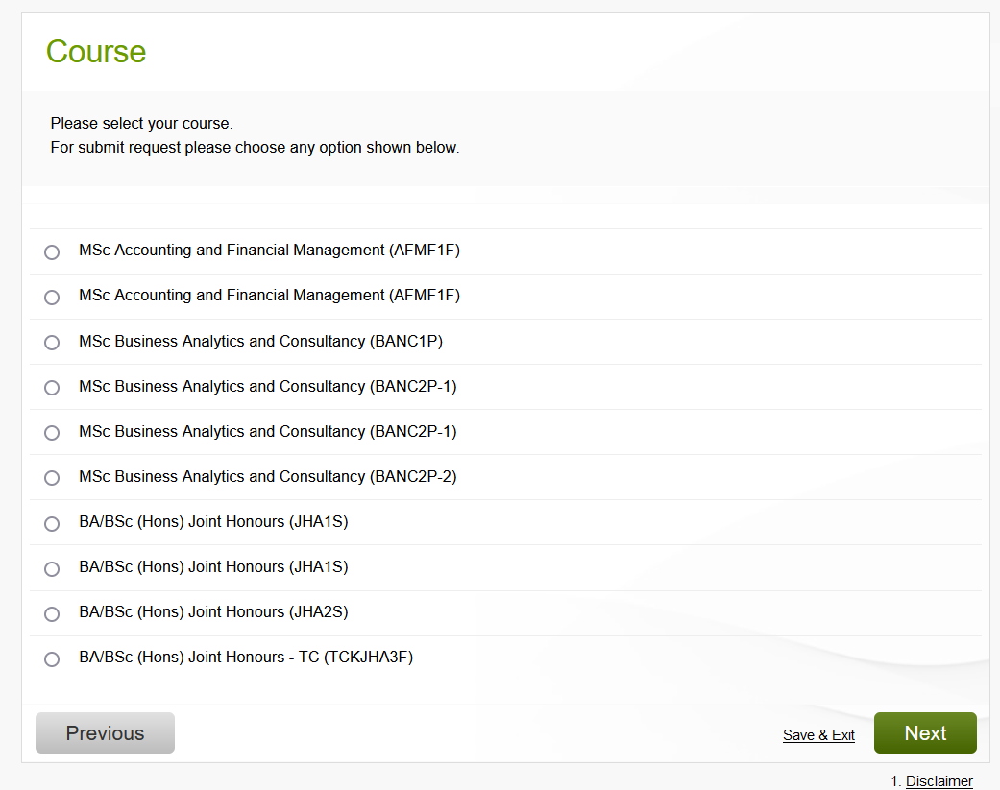 Course
Please select your course.
For submit request please choose any option shown below.
MSc Accounting and Financial Management (AFMF1F)
MSc Accounting and Financial Management (AFMF1F)
MSc Business Analytics and Consultancy (BANC1P)
MSc Business Analytics and Consultancy (BANC2P-1)
MSc Business Analytics and Consultancy (BANC2P-1)
MSc Business Analytics and Consultancy (BANC2P-2)
BA/BSc (Hons) Joint Honours (JHA1S)
BA/BSc (Hons) Joint Honours (JHA1S)
BA/BSc (Hons) Joint Honours (JHA2S)
BA/BSc (Hons) Joint Honours - TC (TCKJHA3F)
Previous
Save & Exit
Next
1. Disclaimer